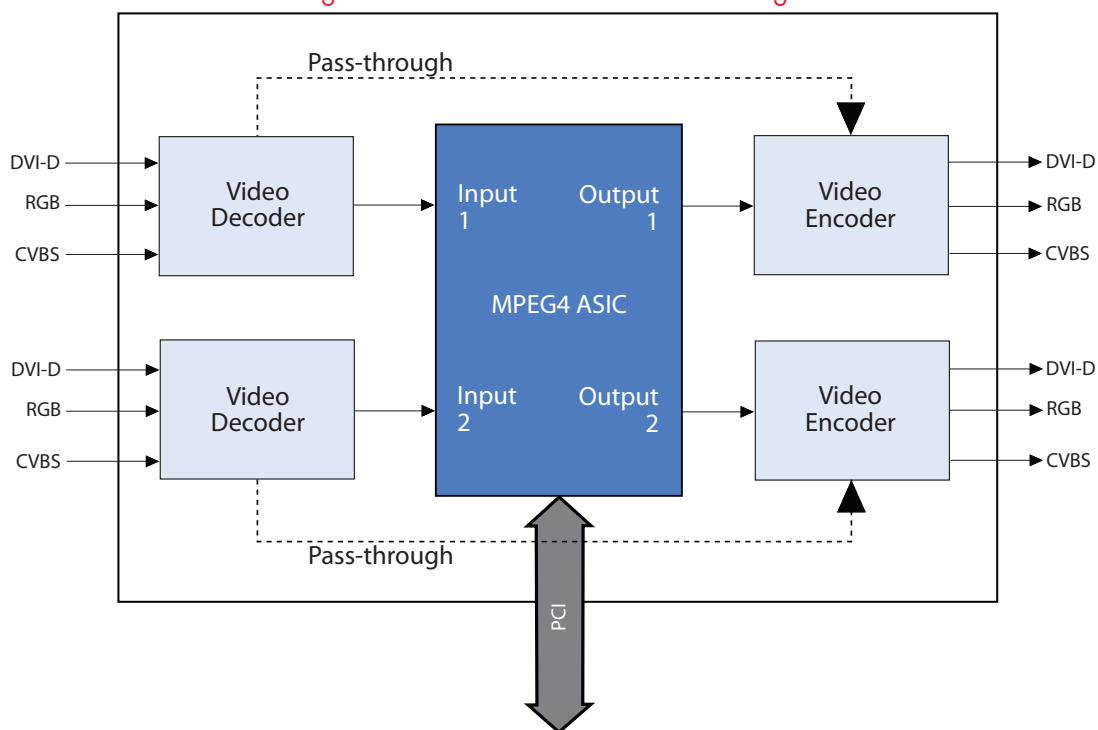 Pass-through
DVI-D
RGB
CVBS
Video
Decoder
Input
1
Output
1
Video
Encoder
DVI-D
RGB
CVBS
MPEG4 ASIC
DVI-D
RGB
CVBS
Video
Decoder
Input
2
Output
2
Video
Encoder
DVI-D
RGB
CVBS
Pass-through
PCI